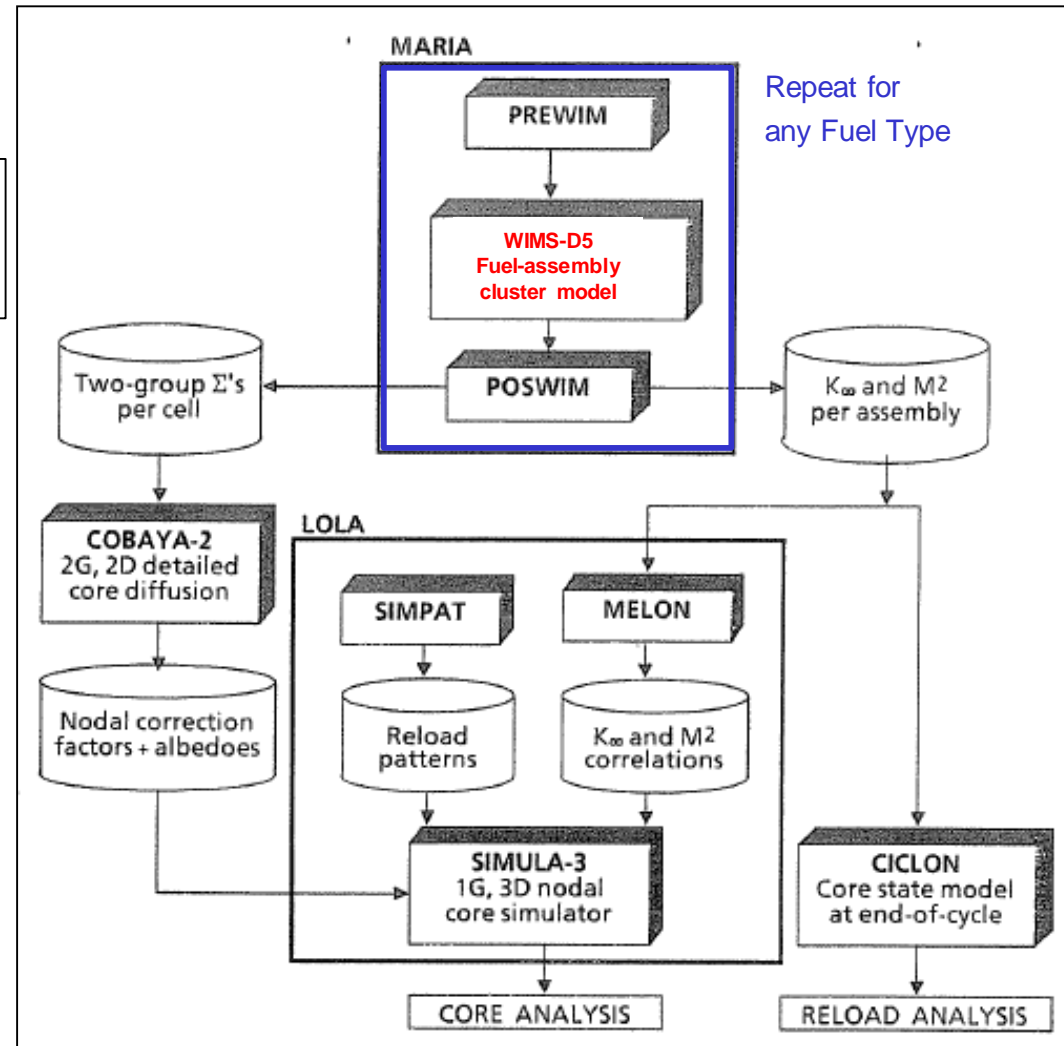 MARIA
Repeat for
any Fuel Type
PREWIM
WIMS-D5
Fuel-assembly
cluster model
POSWIM
Two-group Σ's
per cell
K∞ and M2
per assembly
COBAYA-2
2G, 2D detailed
core diffusion
LOLA
SIMPAT
MELON
Nodal correction
factors + albedoes
Reload
patterns
K∞ and M2
correlations
SIMULA-3
1G, 3D nodal
core simulator
CICLON
Core state model
at end-of-cycle
CORE ANALYSIS
RELOAD ANALYSIS